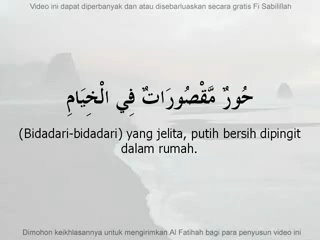 Video ini dapat diperbanyak dan atau disebarluaskan secara gratis Fi Sabilillah
حُورٌ مَّقْصُورَاتٌ فِي الْخِيَامِ
(Bidadari-bidadari) yang jelita, putih bersih dipingit
dalam rumah.
Dimohon keikhlasannya untuk mengirimkan Al Fatihah bagi para penyusun video ini